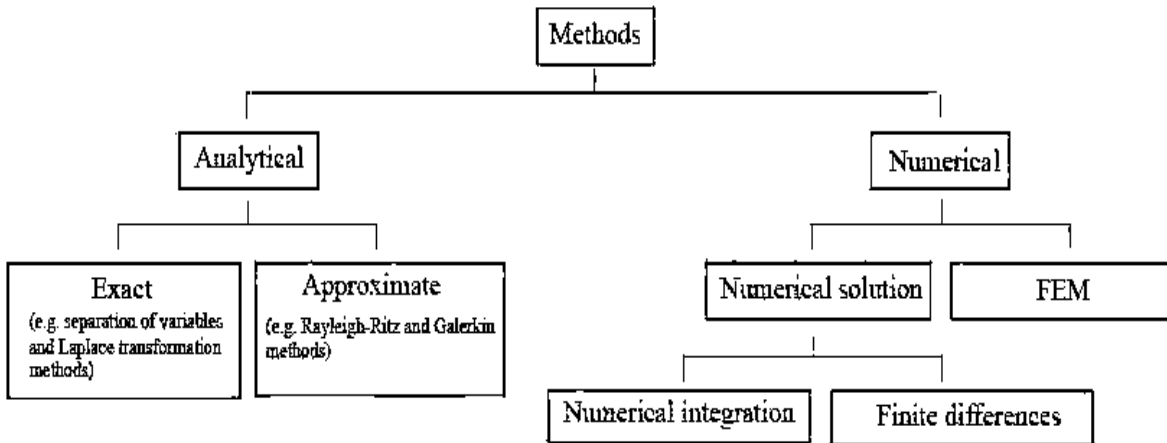 Methods
Analytical
Numerical
Exact
(e.g. separation of variables
and Laplace transformation
methods)
Approximate
(e.g. Rayleigh-Ritz and Galerkin
methods)
Numerical solution
FEM
Numerical integration
Finite differences